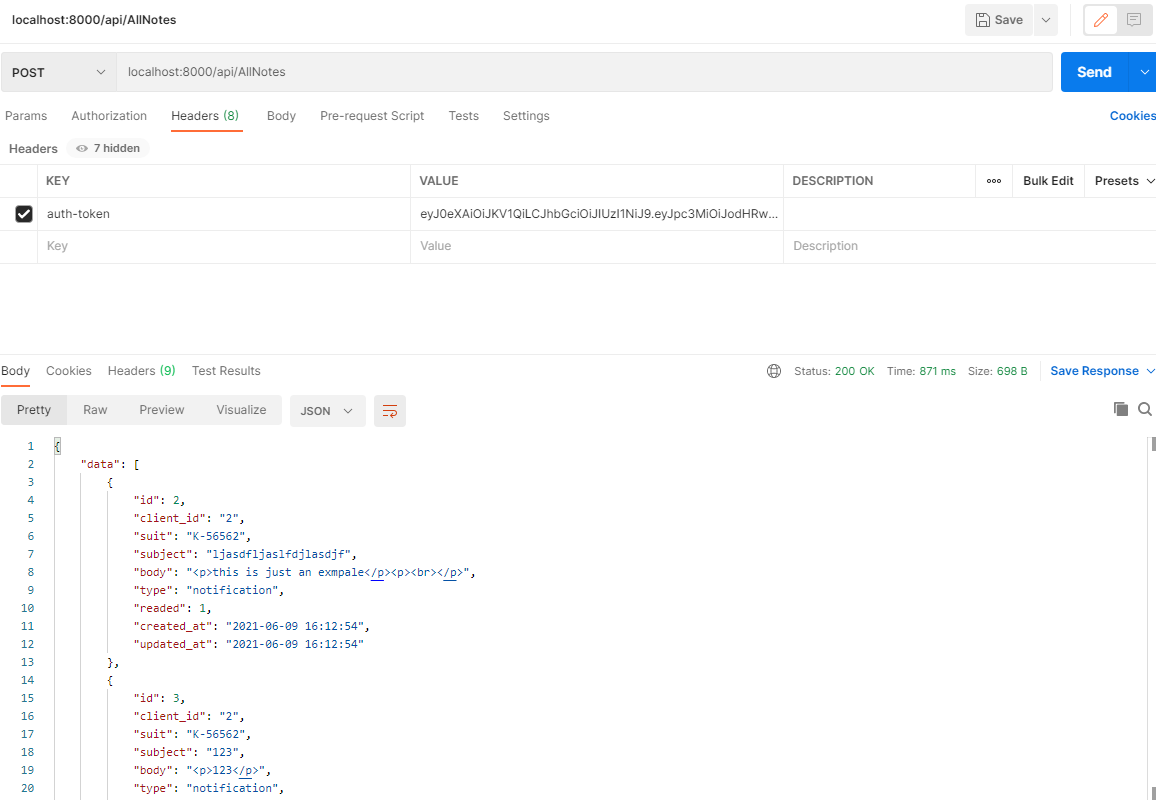 localhost:8000/api/AllNotes Save
POST localhost:8000/api/AllNotes Send
Params Authorization Headers (8) Body Pre-request Script Tests Settings Cookies
Headers 7 hidden
KEY VALUE DESCRIPTION ooo Bulk Edit Presets
auth-token eyJ0eXAiOiJKV1QiLCJhbGciOiJIUzI1NiJ9.eyJpc3MiOiJodHRw...
Key Value Description
Body Cookies Headers (9) Test Results Status: 200 OK Time: 871 ms Size: 698 B Save Response
Pretty Raw Preview Visualize JSON
1 {
2 "data": [
3 {
4 "id": 2,
5 "client_id": "2",
6 "suit": "K-56562",
7 "subject": "ljasdfljaslfdjlasdjf",
8 "body": "<p>this is just an exmpale</p><p><br></p>",
9 "type": "notification",
10 "readed": 1,
11 "created_at": "2021-06-09 16:12:54",
12 "updated_at": "2021-06-09 16:12:54"
13 },
14 {
15 "id": 3,
16 "client_id": "2",
17 "suit": "K-56562",
18 "subject": "123",
19 "body": "<p>123</p>",
20 "type": "notification",